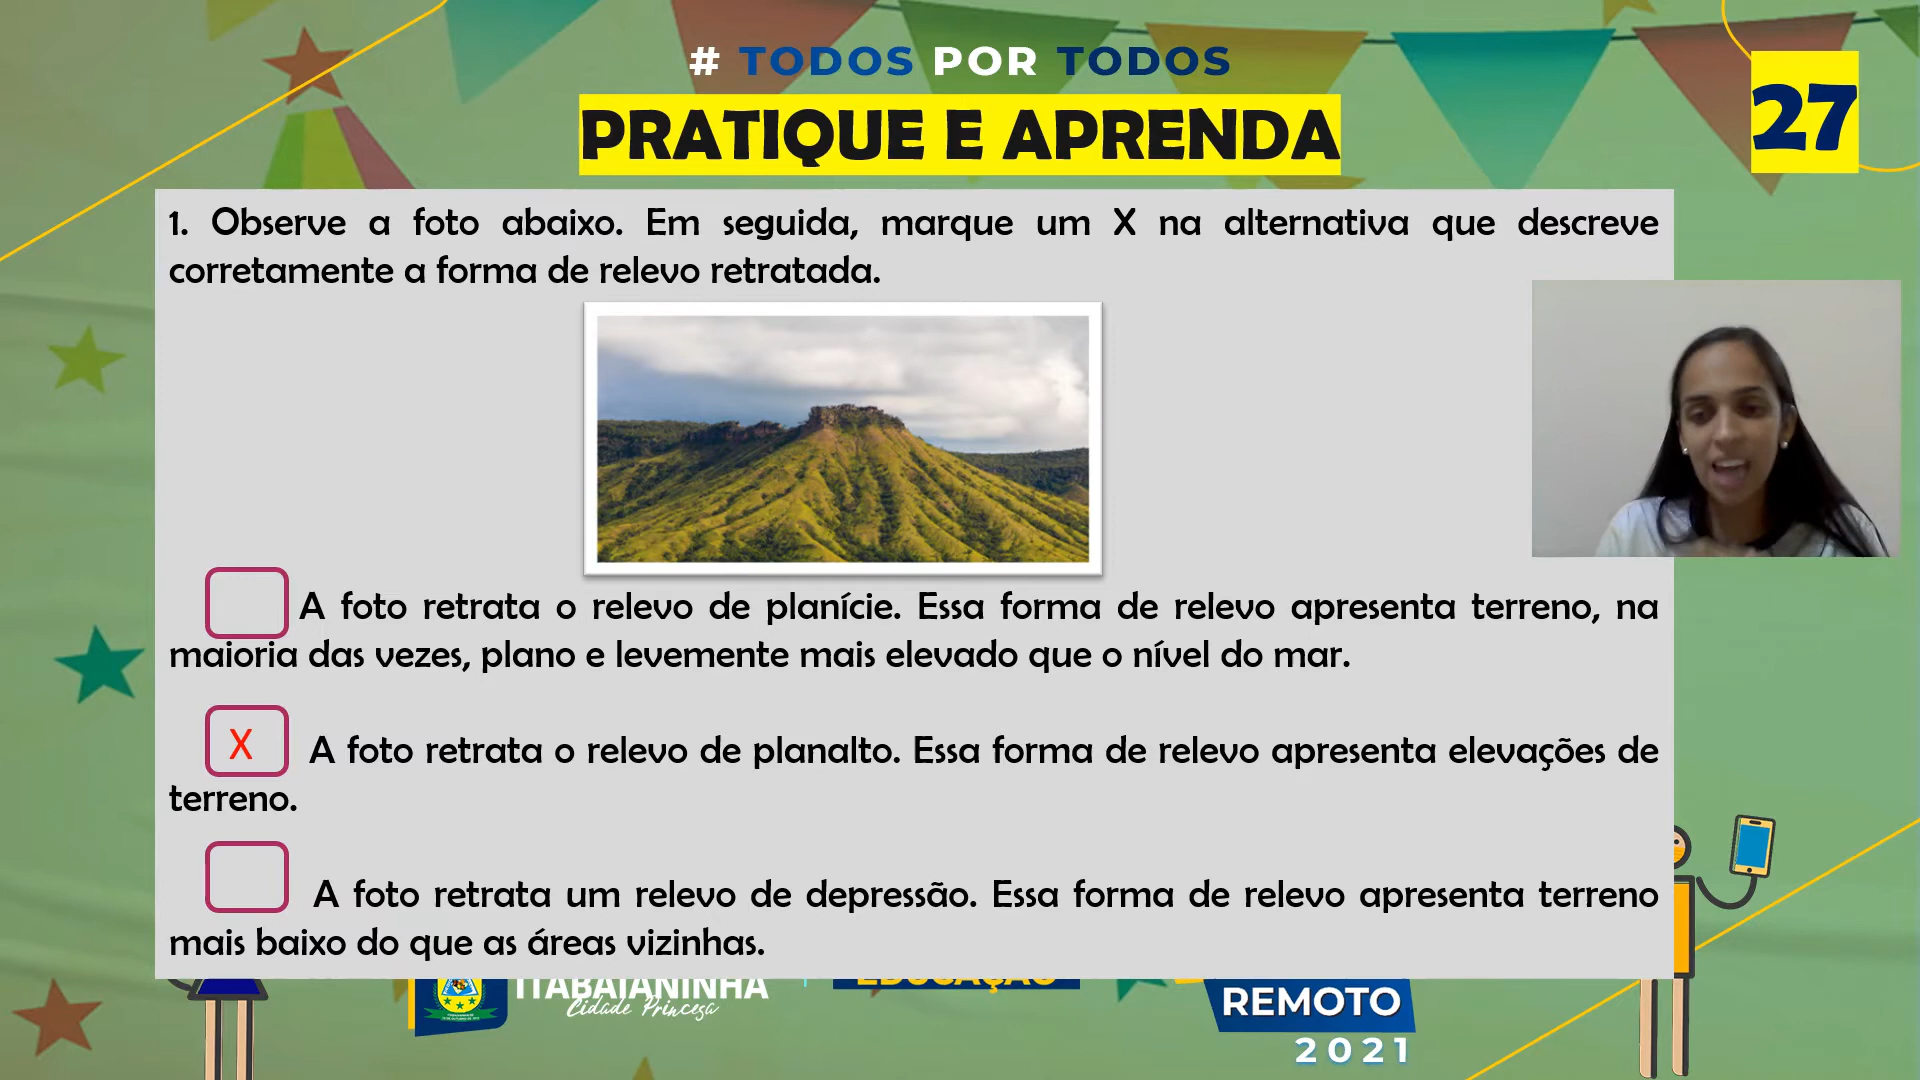 # TODOS POR TODOS
PRATIQUE E APRENDA
27
1. Observe a foto abaixo. Em seguida, marque um X na alternativa que descreve
corretamente a forma de relevo retratada.
A foto retrata o relevo de planície. Essa forma de relevo apresenta terreno, na
maioria das vezes, plano e levemente mais elevado que o nível do mar.
X A foto retrata o relevo de planalto. Essa forma de relevo apresenta elevações de
terreno.
A foto retrata um relevo de depressão. Essa forma de relevo apresenta terreno
mais baixo do que as áreas vizinhas.
ITABAIANINHA
Cidade Princesa
EDUCAÇÃO
REMOTO
2021